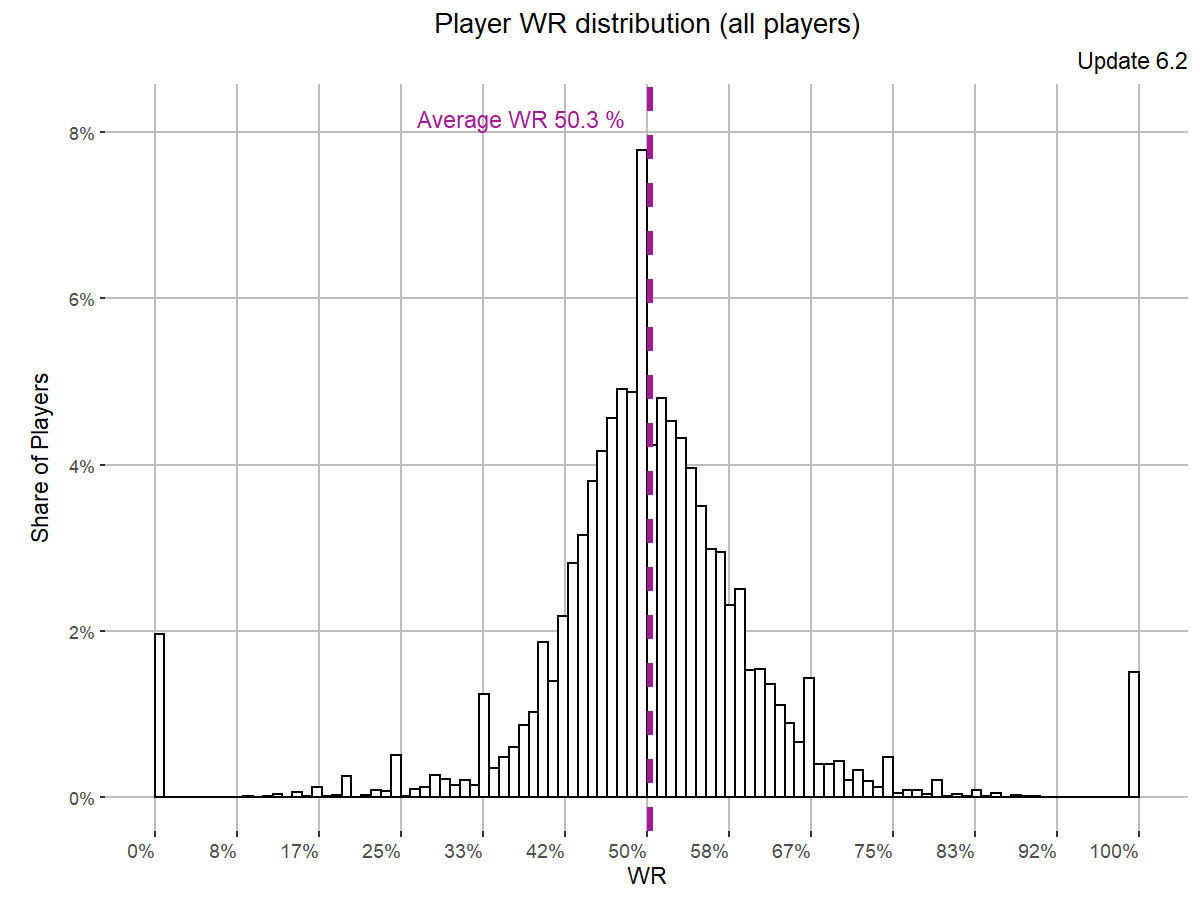 Player WR distribution (all players)
Update 6.2
Average WR 50.3 %
8%
6%
4%
2%
0%
Share of Players
0% 8% 17% 25% 33% 42% 50% 58% 67% 75% 83% 92% 100%
WR